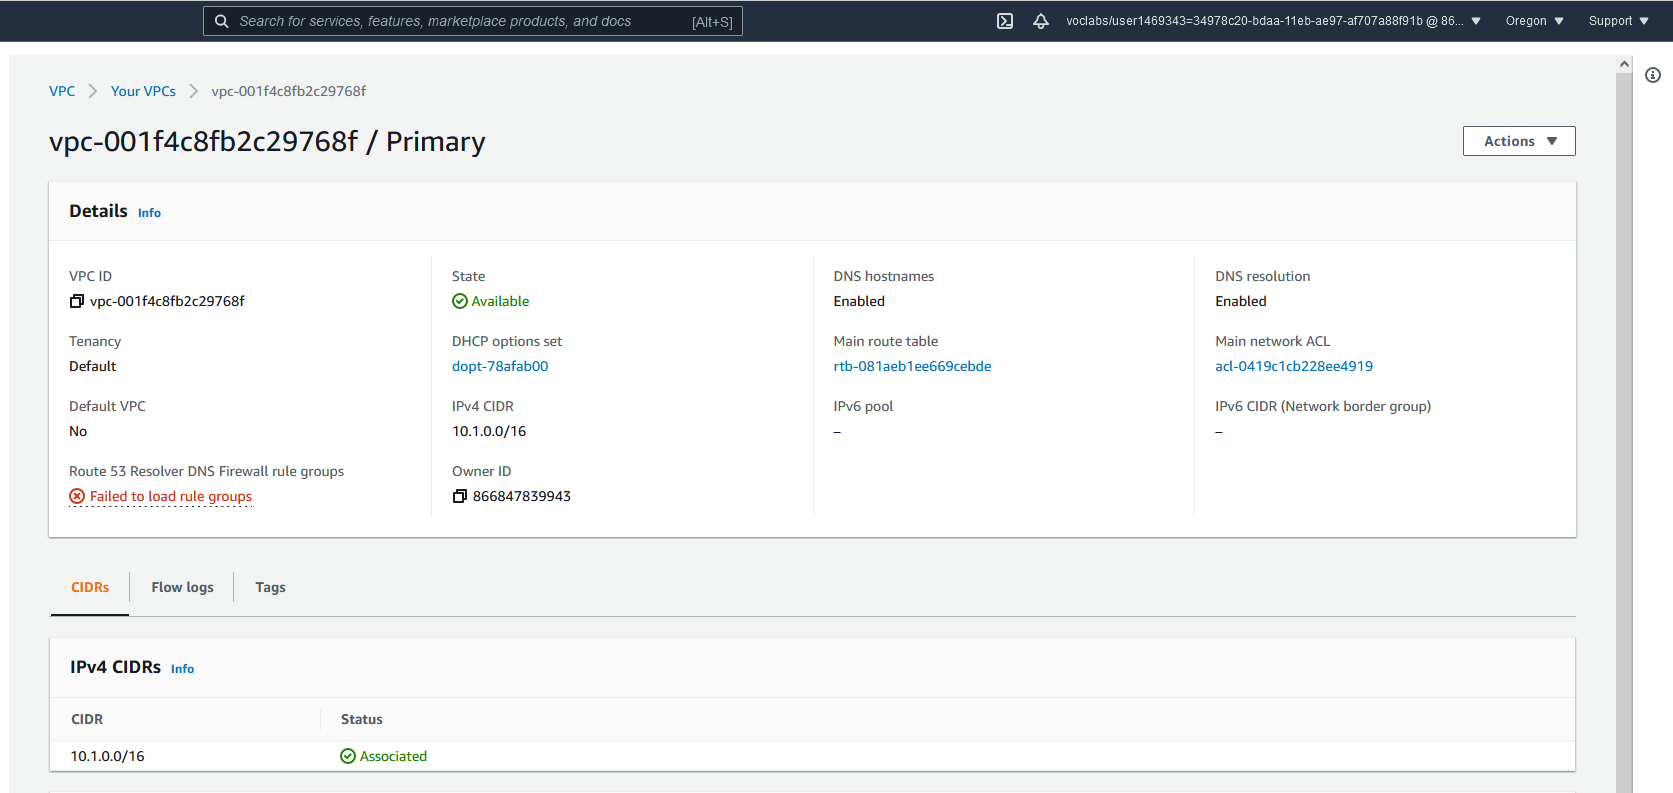 Search for services, features, marketplace products, and docs [Alt+S] voclabs/user1469343=34978c20-bdaa-11eb-ae97-af707a88f91b @ 86... Oregon Support
VPC Your VPCs vpc-001f4c8fb2c29768f
vpc-001f4c8fb2c29768f / Primary
Actions
Details Info
VPC ID State DNS hostnames DNS resolution
vpc-001f4c8fb2c29768f Available Enabled Enabled
Tenancy DHCP options set Main route table Main network ACL
Default dopt-78afab00 rtb-081aeb1ee669cebde acl-0419c1cb228ee4919
Default VPC IPv4 CIDR IPv6 pool IPv6 CIDR (Network border group)
No 10.1.0.0/16 – –
Route 53 Resolver DNS Firewall rule groups Owner ID
Failed to load rule groups 866847839943
CIDRs Flow logs Tags
IPv4 CIDRs Info
CIDR Status
10.1.0.0/16 Associated